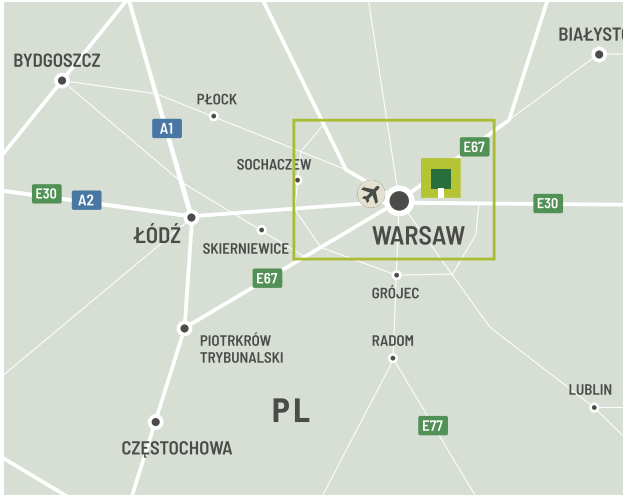 BIAŁYSTO
BYDGOSZCZ
PŁOCK
A1
E67
SOCHACZEW
E30
A2
E30
ŁÓDŹ
WARSAW
SKIERNIEWICE
E67
GRÓJEC
PIOTRKRÓW
TRYBUNALSKI
RADOM
LUBLIN
PL
E77
CZĘSTOCHOWA